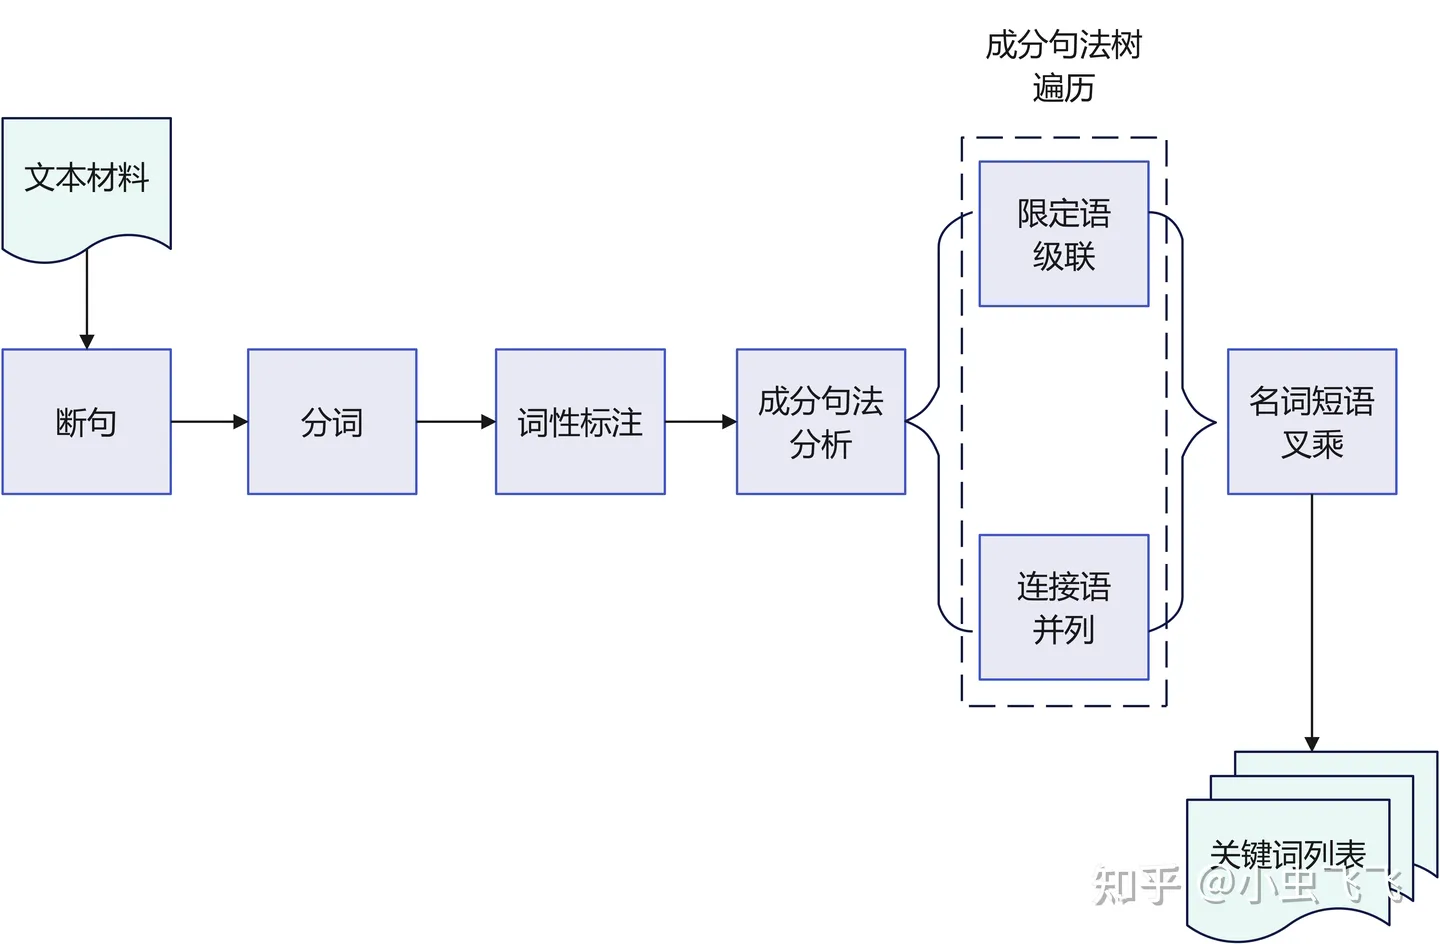 成分句法树
遍历
文本材料
限定语
级联
断句
分词
词性标注
成分句法
分析
名词短语
叉乘
连接语
并列
关键词列表
知乎 @小虫飞飞